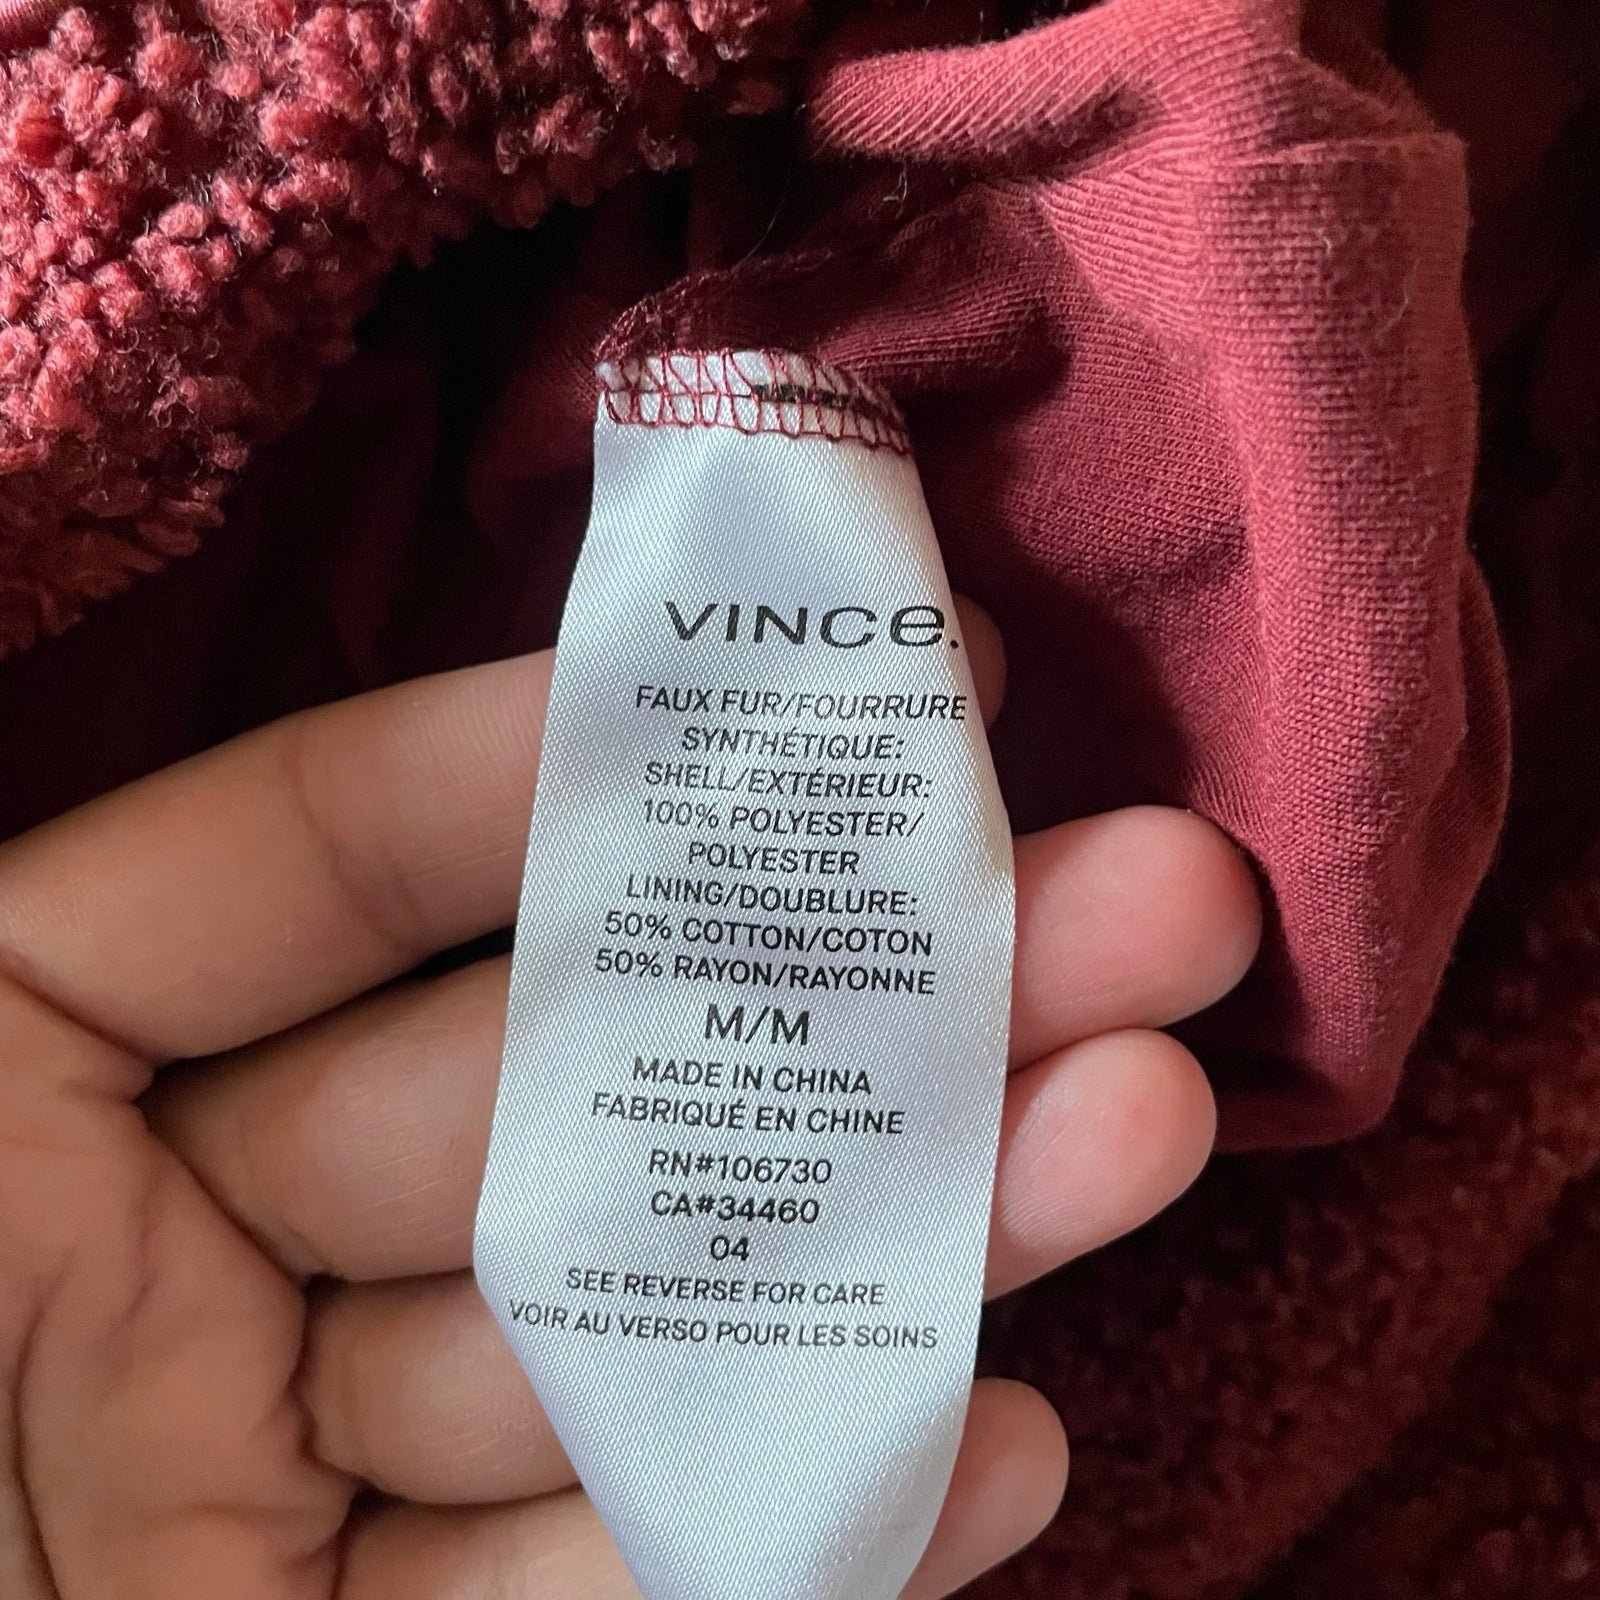 VINCe.
FAUX FUR/FOURRURE
SYNTHÉTIQUE:
SHELL/EXTÉRIEUR:
100% POLYESTER/
POLYESTER
LINING/DOUBLURE:
50% COTTON/COTON
50% RAYON/RAYONNE
M/M
MADE IN CHINA
FABRIQUÉ EN CHINE
RN#106730
CA#34460
04
SEE REVERSE FOR CARE
VOIR AU VERSO POUR LES SOINS